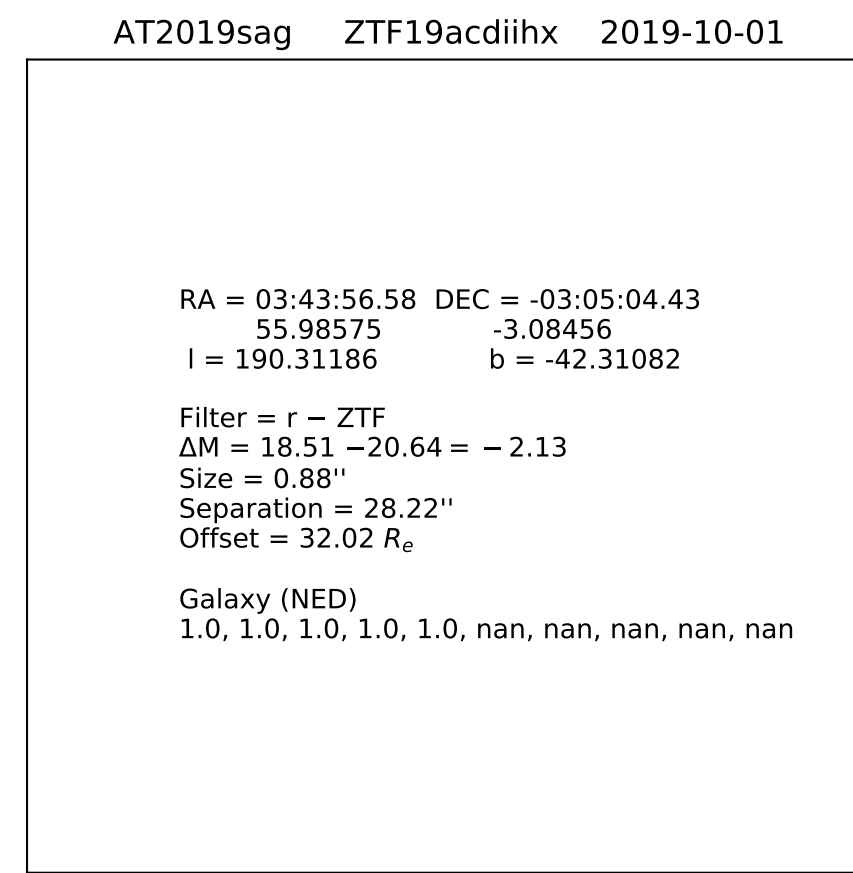 AT2019sag ZTF19acdiihx 2019-10-01
RA = 03:43:56.58 DEC = -03:05:04.43
55.98575 -3.08456
l = 190.31186 b = -42.31082
Filter = r − ZTF
ΔM = 18.51 −20.64 = − 2.13
Size = 0.88''
Separation = 28.22''
Offset = 32.02 Rₑ
Galaxy (NED)
1.0, 1.0, 1.0, 1.0, 1.0, nan, nan, nan, nan, nan